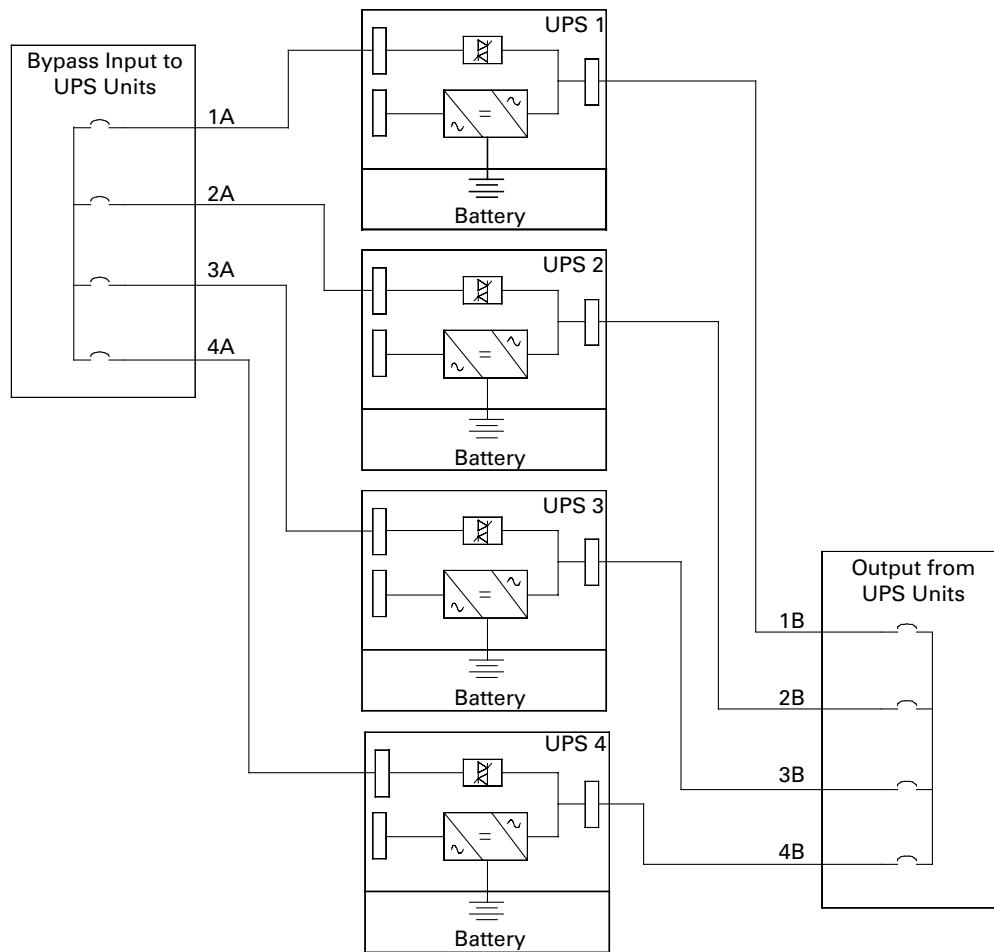 UPS 1
Bypass Input to
UPS Units
1A
2A
3A
4A
Battery
UPS 2
Battery
UPS 3
Battery
UPS 4
Battery
Output from
UPS Units
1B
2B
3B
4B